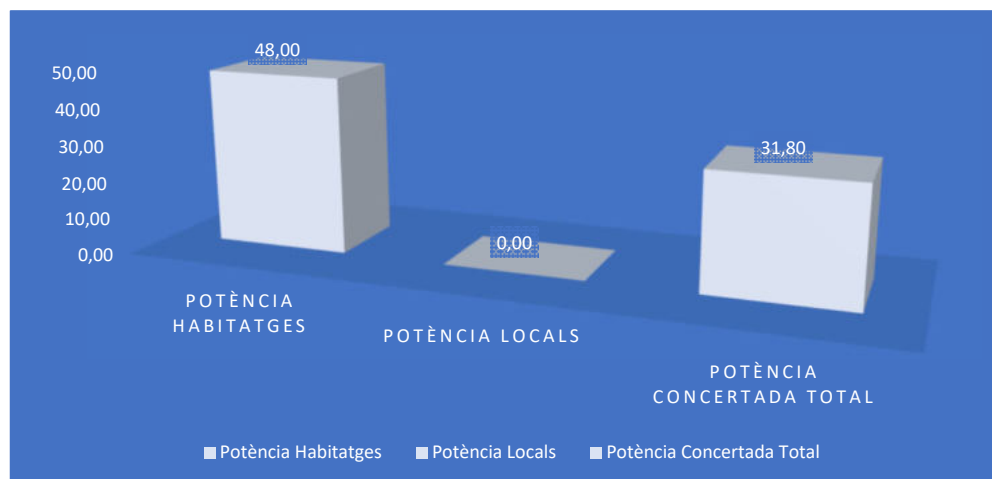 48,00
50,00
40,00
30,00
20,00
10,00
0,00
0,00
31,80
POTÈNCIA
HABITATGES
POTÈNCIA LOCALS
POTÈNCIA
CONCERTADA TOTAL
Potència Habitatges Potència Locals Potència Concertada Total